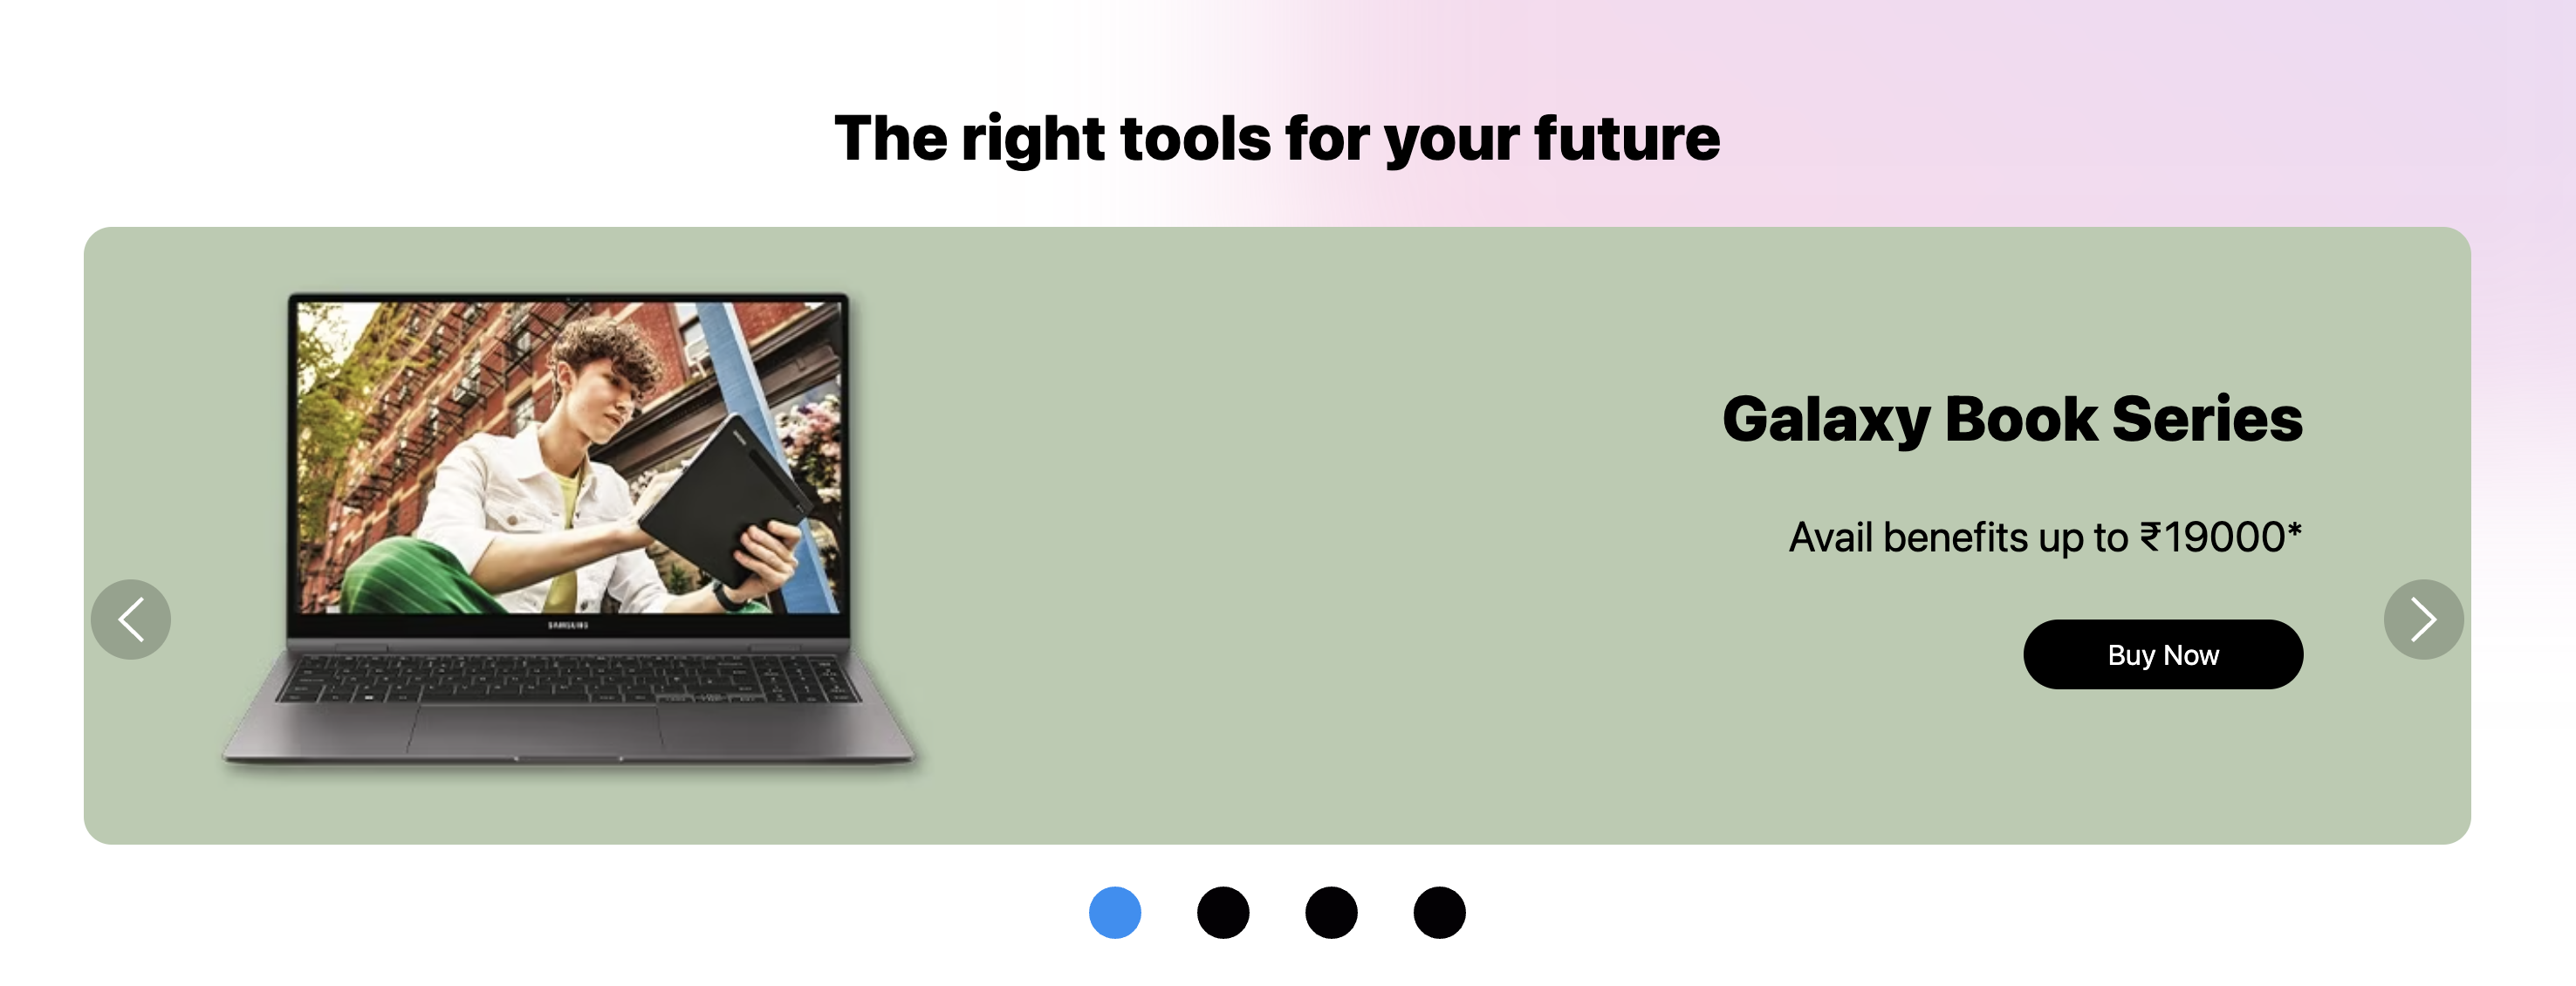 The right tools for your future
Galaxy Book Series
Avail benefits up to ₹19000*
Buy Now
SAMSUNG